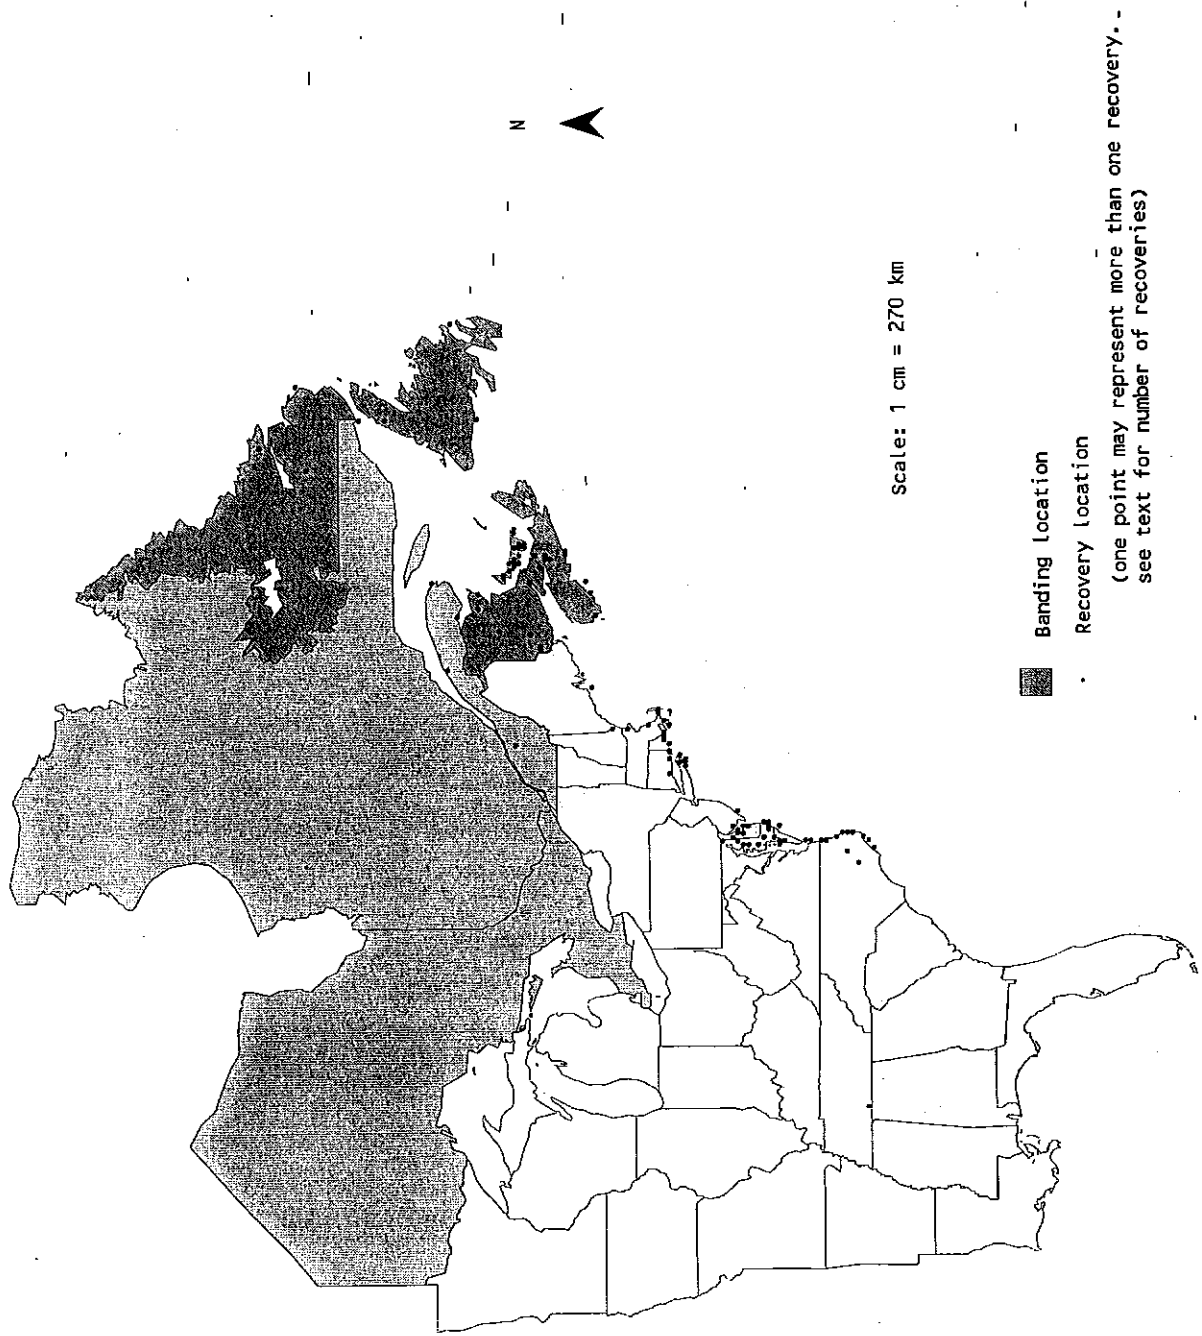 N
Scale: 1 cm = 270 km
Banding location
Recovery location
(one point may represent more than one recovery.
see text for number of recoveries)